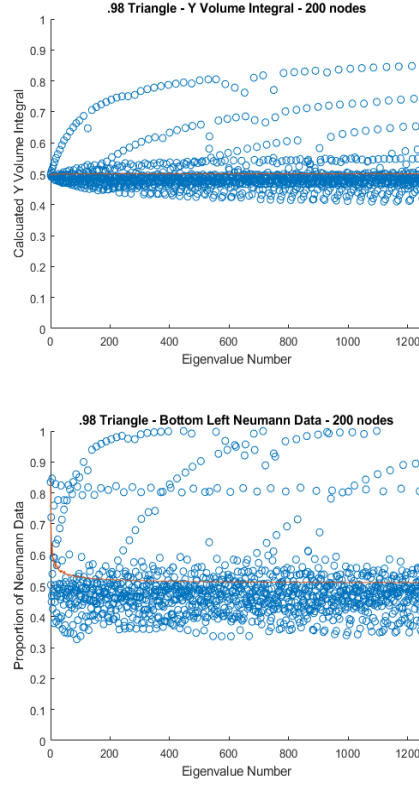 .98 Triangle - Y Volume Integral - 200 nodes
1
0.9
0.8
0.7
0.6
0.5
0.4
0.3
0.2
0.1
0
Calcuated Y Volume Integral
0 200 400 600 800 1000 1200
Eigenvalue Number
.98 Triangle - Bottom Left Neumann Data - 200 nodes
1
0.9
0.8
0.7
0.6
0.5
0.4
0.3
0.2
0.1
0
Proportion of Neumann Data
0 200 400 600 800 1000 1200
Eigenvalue Number